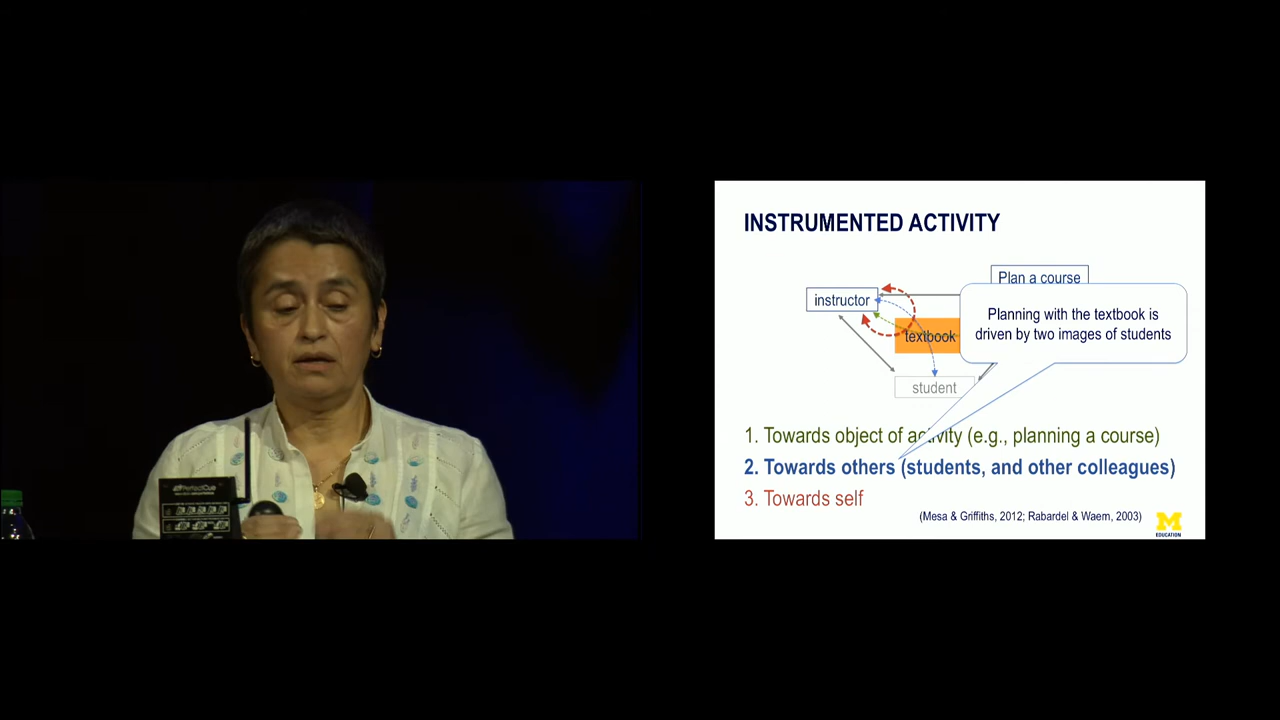 INSTRUMENTED ACTIVITY
Plan a course
instructor
Planning with the textbook is
driven by two images of students
textbook
student
1. Towards object of activity (e.g., planning a course)
2. Towards others (students, and other colleagues)
3. Towards self
(Mesa & Griffiths, 2012; Rabardel & Waern, 2003)
M
EDUCATION
PerfectCue